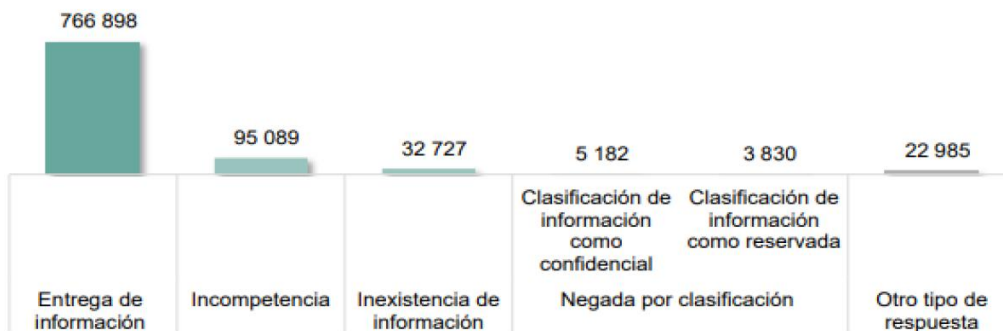 766 898
95 089
32 727
5 182
3 830
22 985
Clasificación de
información
como
confidencial
Clasificación de
información
como reservada
Entrega de
información
Incompetencia
Inexistencia de
información
Negada por clasificación
Otro tipo de
respuesta